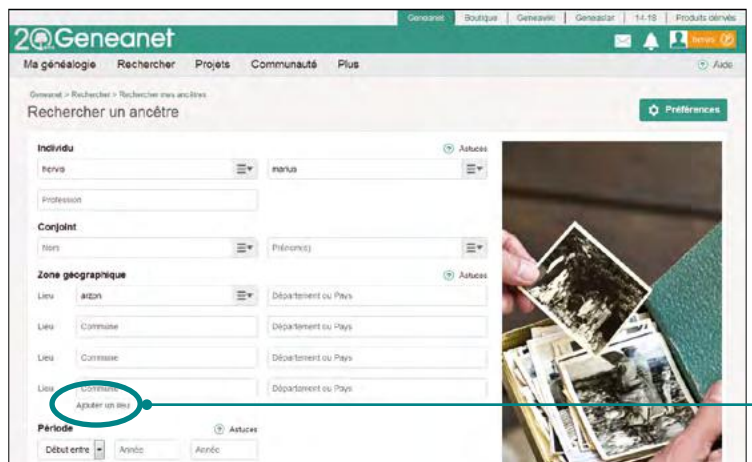 Geneanet Boutique Geneawiki Geneastar 14-18 Produits dérivés
20 Geneanet
Ma généalogie Rechercher Projets Communauté Plus Aide
Geneanet > Rechercher > Rechercher mes ancêtres
Rechercher un ancêtre Préférences
Individu Astuces
marius
Profession
Conjoint
Nom Prénom(s)
Zone géographique Astuces
Lieu arzon Département ou Pays
Lieu Commune Département ou Pays
Lieu Commune Département ou Pays
Lieu Commune Département ou Pays
Ajouter un lieu
Période Astuces
Début entre Année Année